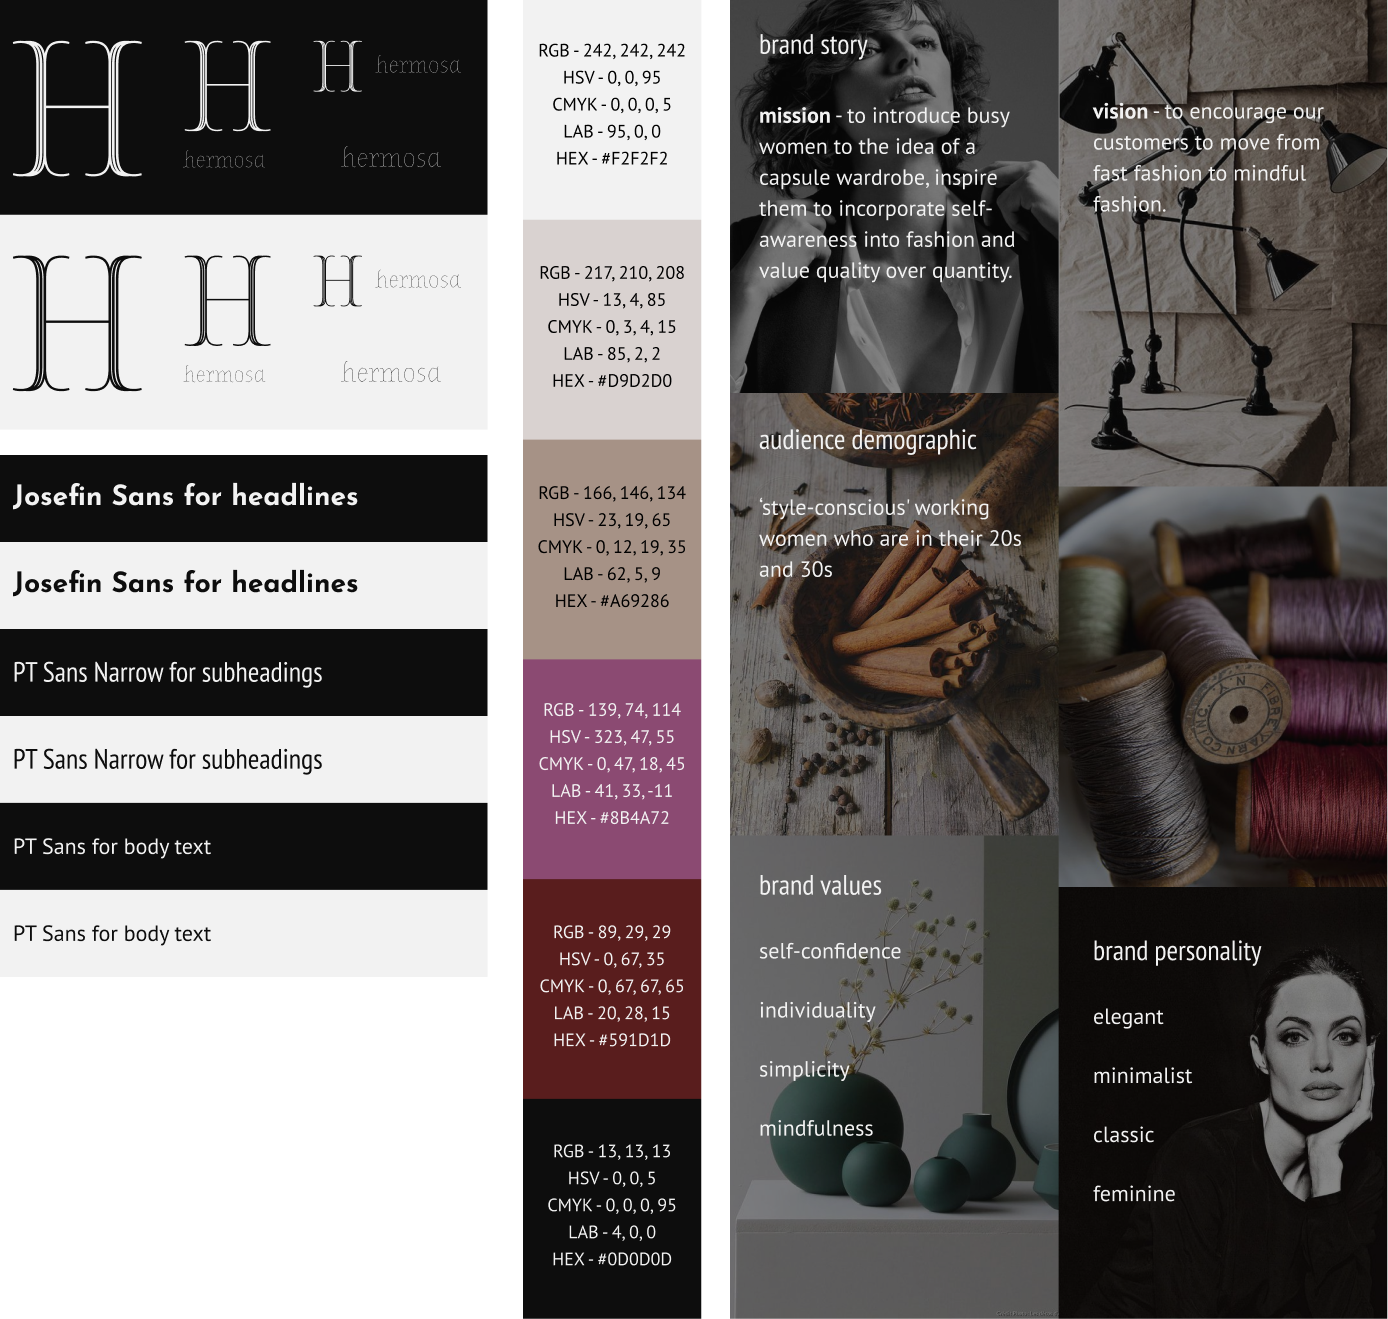 H H H hermosa
hermosa hermosa
H H H hermosa
hermosa hermosa
Josefin Sans for headlines
Josefin Sans for headlines
PT Sans Narrow for subheadings
PT Sans Narrow for subheadings
PT Sans for body text
PT Sans for body text
RGB - 242, 242, 242
HSV - 0, 0, 95
CMYK - 0, 0, 0, 5
LAB - 95, 0, 0
HEX - #F2F2F2
RGB - 217, 210, 208
HSV - 13, 4, 85
CMYK - 0, 3, 4, 15
LAB - 85, 2, 2
HEX - #D9D2D0
RGB - 166, 146, 134
HSV - 23, 19, 65
CMYK - 0, 12, 19, 35
LAB - 62, 5, 9
HEX - #A69286
RGB - 139, 74, 114
HSV - 323, 47, 55
CMYK - 0, 47, 18, 45
LAB - 41, 33, -11
HEX - #8B4A72
RGB - 89, 29, 29
HSV - 0, 67, 35
CMYK - 0, 67, 67, 65
LAB - 20, 28, 15
HEX - #591D1D
RGB - 13, 13, 13
HSV - 0, 0, 5
CMYK - 0, 0, 0, 95
LAB - 4, 0, 0
HEX - #0D0D0D
brand story
mission - to introduce busy
women to the idea of a
capsule wardrobe, inspire
them to incorporate self-
awareness into fashion and
value quality over quantity.
vision - to encourage our
customers to move from
fast fashion to mindful
fashion.
audience demographic
‘style-conscious' working
women who are in their 20s
and 30s
brand values
self-confidence
individuality
simplicity
mindfulness
brand personality
elegant
minimalist
classic
feminine